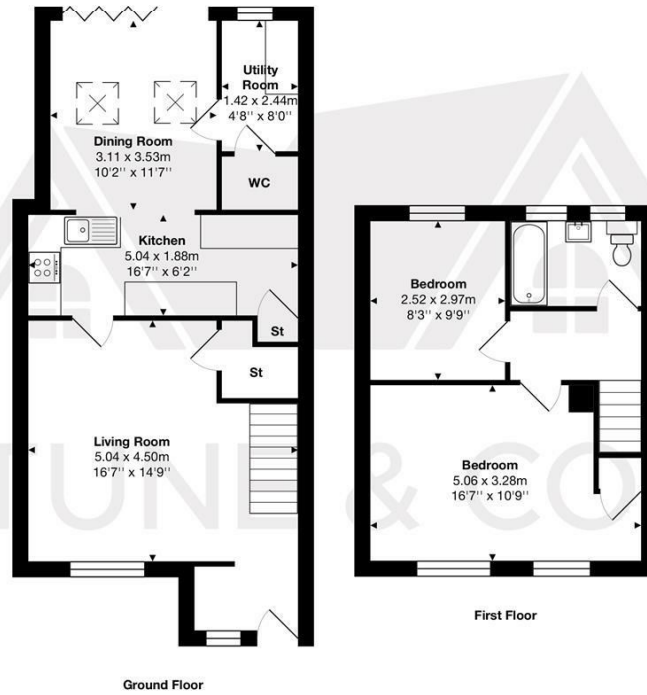 Utility
Room
1.42 x 2.44m
4'8'' x 8'0''
Dining Room
3.11 x 3.53m
10'2'' x 11'7''
WC
Kitchen
5.04 x 1.88m
16'7'' x 6'2''
St
St
Living Room
5.04 x 4.50m
16'7'' x 14'9''
Ground Floor
Bedroom
2.52 x 2.97m
8'3'' x 9'9''
Bedroom
5.06 x 3.28m
16'7'' x 10'9''
First Floor
TUNE & CO